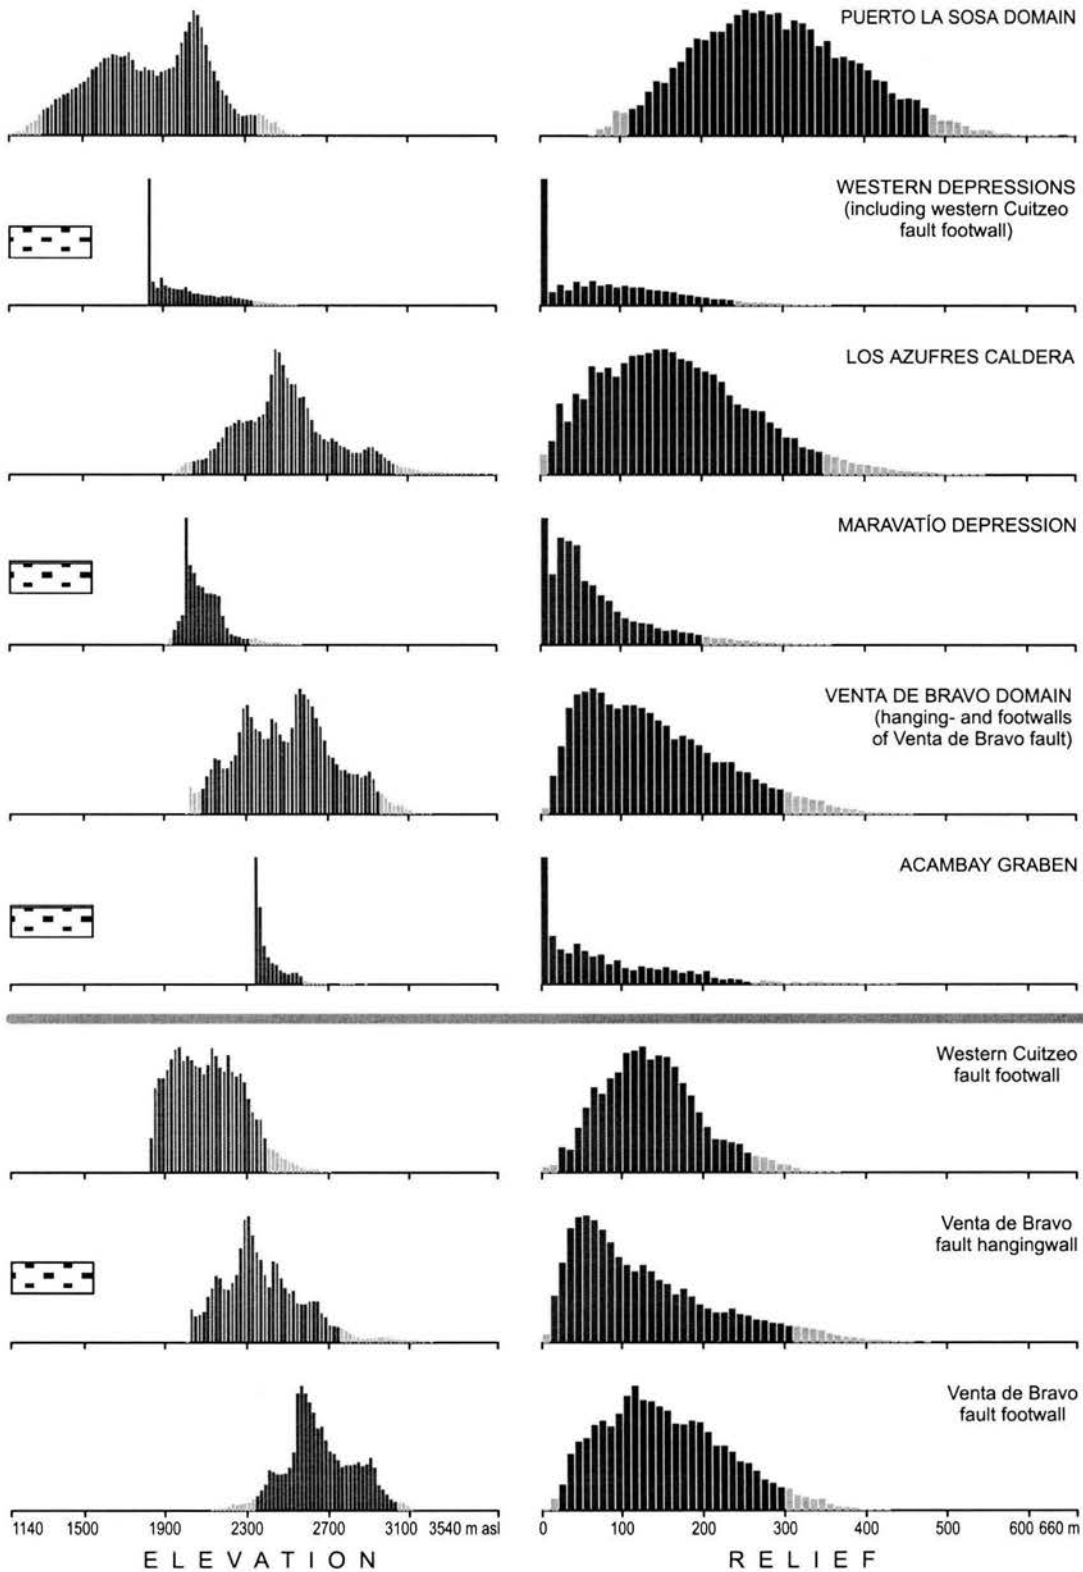 PUERTO LA SOSA DOMAIN
WESTERN DEPRESSIONS
(including western Cuitzeo
fault footwall)
LOS AZUFRES CALDERA
MARAVATÍO DEPRESSION
VENTA DE BRAVO DOMAIN
(hanging- and footwalls
of Venta de Bravo fault)
ACAMBAY GRABEN
Western Cuitzeo
fault footwall
Venta de Bravo
fault hangingwall
Venta de Bravo
fault footwall
1140 1500 1900 2300 2700 3100 3540 m asl
0 100 200 300 400 500 600 660 m
ELEVATION
RELIEF